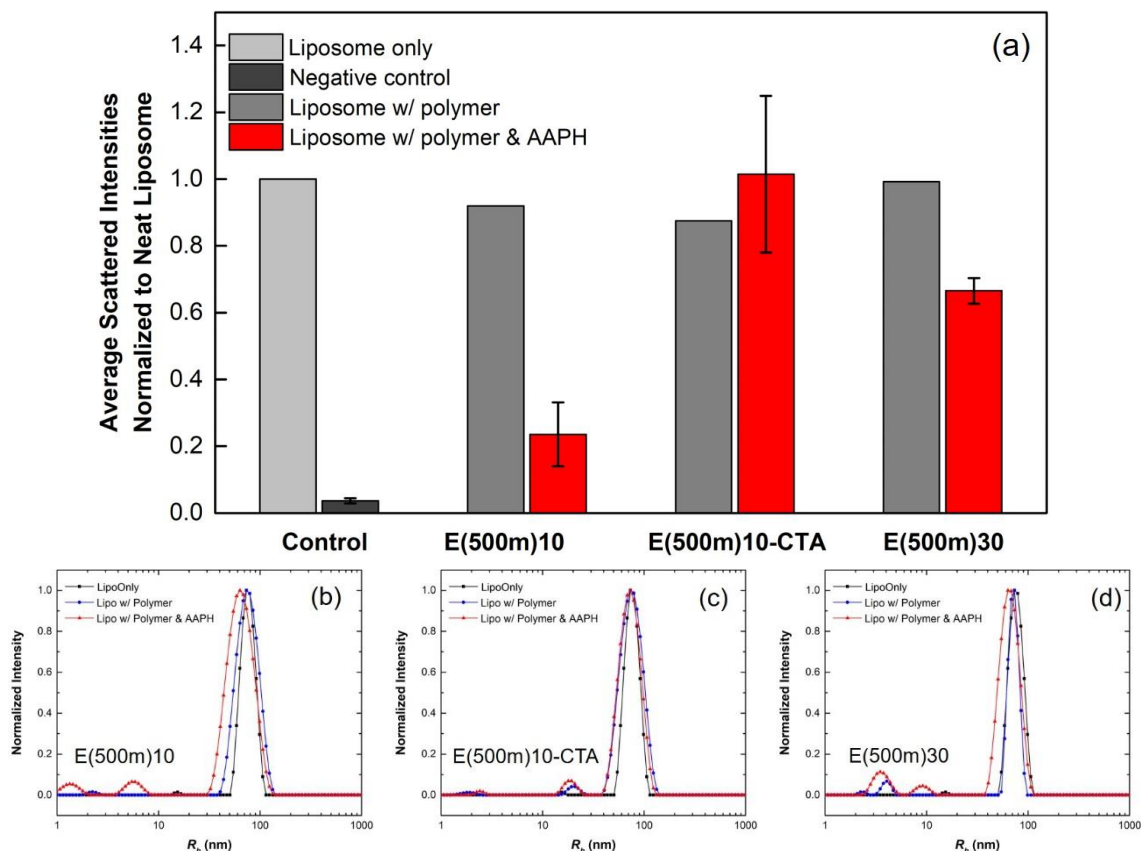 (a)
Liposome only
Negative control
Liposome w/ polymer
Liposome w/ polymer & AAPH
Average Scattered Intensities
Normalized to Neat Liposome
1.4
1.2
1.0
0.8
0.6
0.4
0.2
0.0
Control E(500m)10 E(500m)10-CTA E(500m)30
(b)
LipoOnly
Lipo w/ Polymer
Lipo w/ Polymer & AAPH
Normalized Intensity
1.0
0.8
0.6
0.4
0.2
0.0
E(500m)10
1 10 100 1000
Rh (nm)
(c)
LipoOnly
Lipo w/ Polymer
Lipo w/ Polymer & AAPH
Normalized Intensity
1.0
0.8
0.6
0.4
0.2
0.0
E(500m)10-CTA
1 10 100 1000
Rh (nm)
(d)
LipoOnly
Lipo w/ Polymer
Lipo w/ Polymer & AAPH
Normalized Intensity
1.0
0.8
0.6
0.4
0.2
0.0
E(500m)30
1 10 100 1000
Rh (nm)